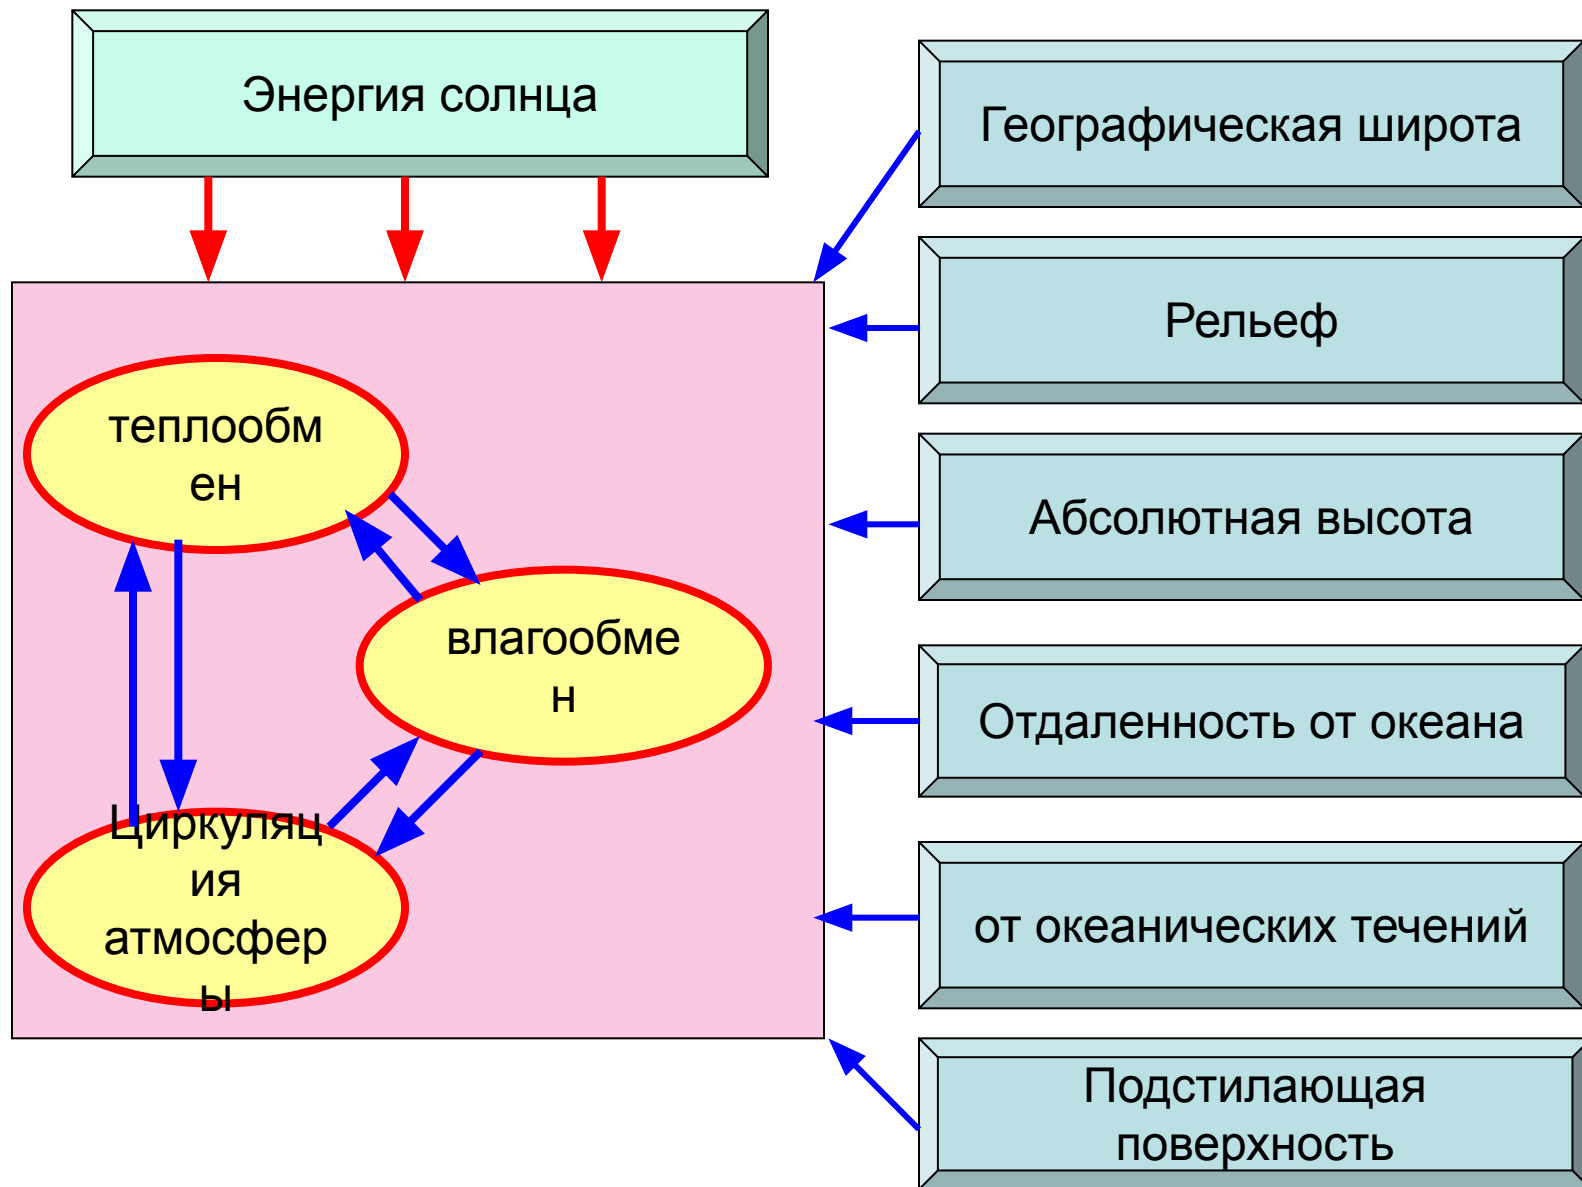 Энергия солнца
теплообм
ен
влагообме
н
Циркуляц
ия
атмосфер
ы
Географическая широта
Рельеф
Абсолютная высота
Отдаленность от океана
от океанических течений
Подстилающая
поверхность